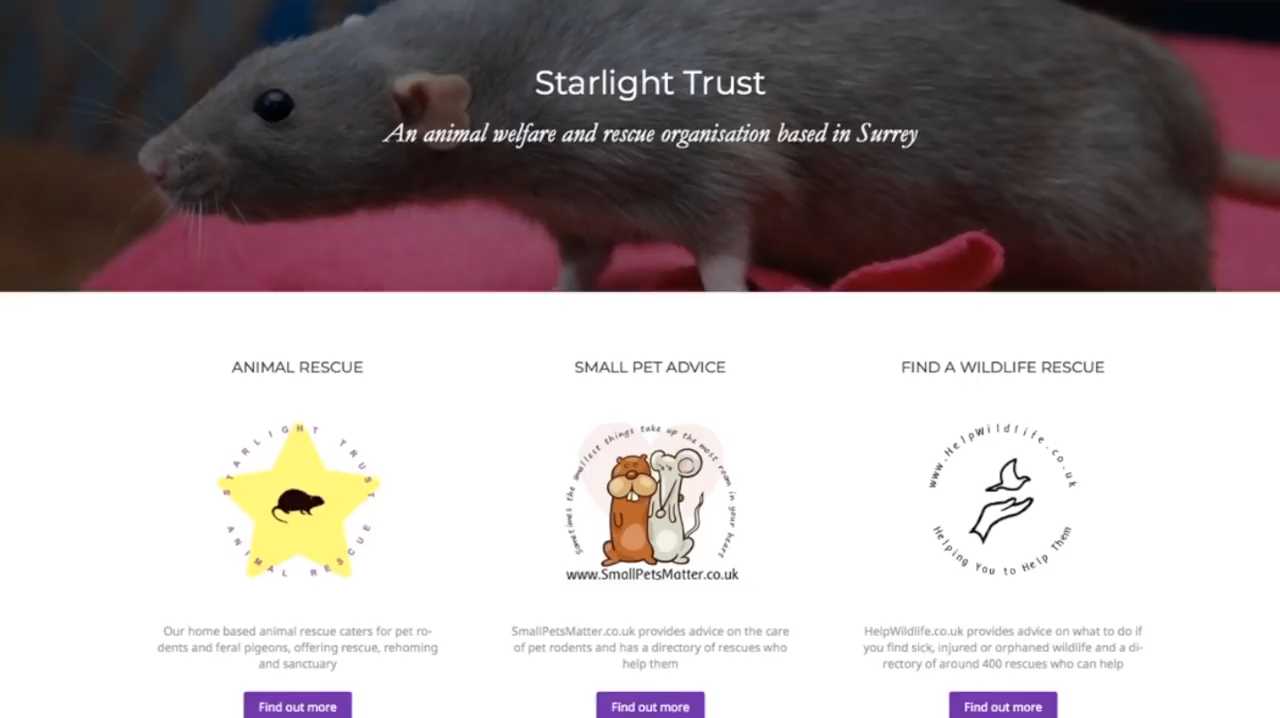 Starlight Trust
An animal welfare and rescue organisation based in Surrey
ANIMAL RESCUE
SMALL PET ADVICE
FIND A WILDLIFE RESCUE
STARLIGHT TRUST
ANIMAL RESCUE
Sometimes the smallest things take up the most room in your heart
www.SmallPetsMatter.co.uk
www.HelpWildlife.co.uk
Helping You to Help Them
Our home based animal rescue caters for pet ro-
dents and feral pigeons, offering rescue, rehoming
and sanctuary
SmallPetsMatter.co.uk provides advice on the care
of pet rodents and has a directory of rescues who
help them
HelpWildlife.co.uk provides advice on what to do if
you find sick, injured or orphaned wildlife and a di-
rectory of around 400 rescues who can help
Find out more
Find out more
Find out more